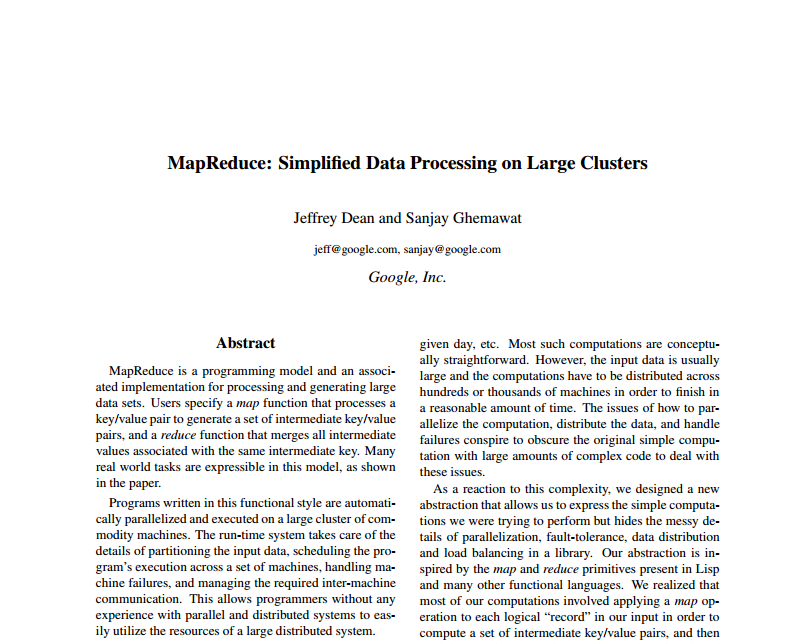 MapReduce: Simplified Data Processing on Large Clusters
Jeffrey Dean and Sanjay Ghemawat
jeff@google.com, sanjay@google.com
Google, Inc.
Abstract
MapReduce is a programming model and an associ-
ated implementation for processing and generating large
data sets. Users specify a map function that processes a
key/value pair to generate a set of intermediate key/value
pairs, and a reduce function that merges all intermediate
values associated with the same intermediate key. Many
real world tasks are expressible in this model, as shown
in the paper.
Programs written in this functional style are automati-
cally parallelized and executed on a large cluster of com-
modity machines. The run-time system takes care of the
details of partitioning the input data, scheduling the pro-
gram's execution across a set of machines, handling ma-
chine failures, and managing the required inter-machine
communication. This allows programmers without any
experience with parallel and distributed systems to eas-
ily utilize the resources of a large distributed system.
given day, etc. Most such computations are conceptu-
ally straightforward. However, the input data is usually
large and the computations have to be distributed across
hundreds or thousands of machines in order to finish in
a reasonable amount of time. The issues of how to par-
allelize the computation, distribute the data, and handle
failures conspire to obscure the original simple compu-
tation with large amounts of complex code to deal with
these issues.
As a reaction to this complexity, we designed a new
abstraction that allows us to express the simple computa-
tions we were trying to perform but hides the messy de-
tails of parallelization, fault-tolerance, data distribution
and load balancing in a library. Our abstraction is in-
spired by the map and reduce primitives present in Lisp
and many other functional languages. We realized that
most of our computations involved applying a map op-
eration to each logical “record” in our input in order to
compute a set of intermediate key/value pairs, and then